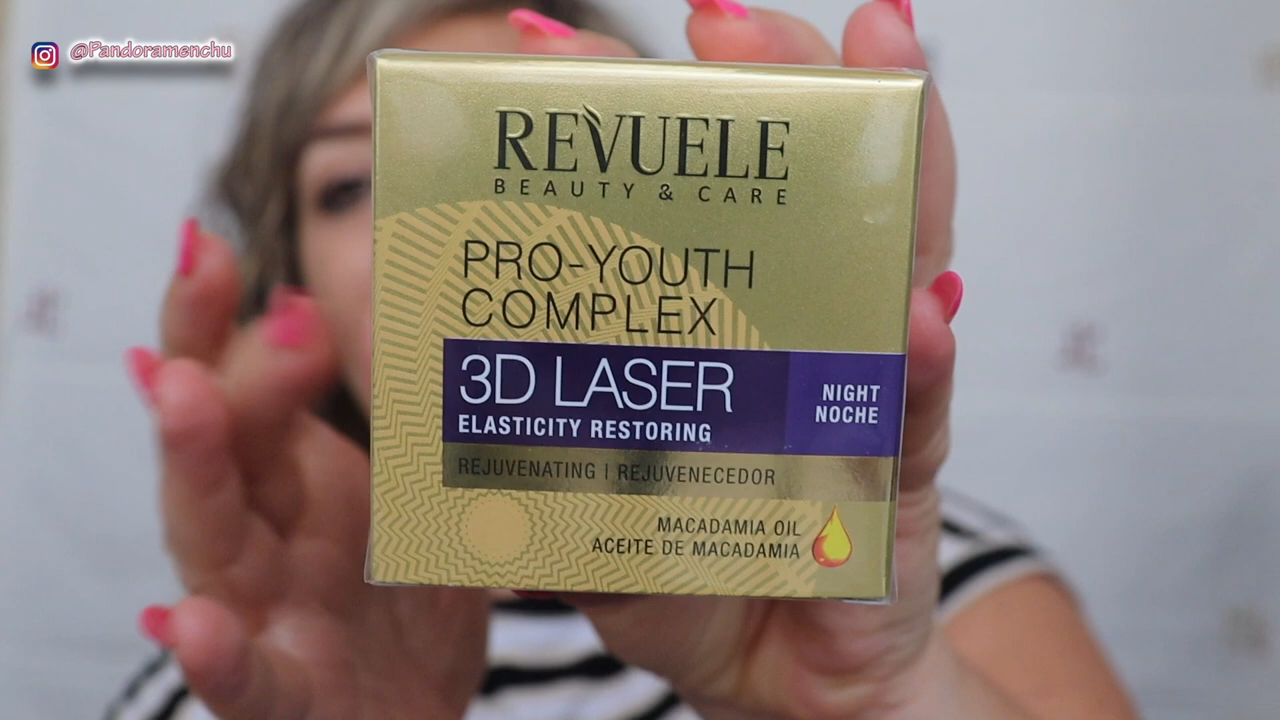 @Pandoramenchu
REVUELE
BEAUTY & CARE
PRO-YOUTH
COMPLEX
3D LASER
ELASTICITY RESTORING
NIGHT
NOCHE
REJUVENATING | REJUVENECEDOR
MACADAMIA OIL
ACEITE DE MACADAMIA